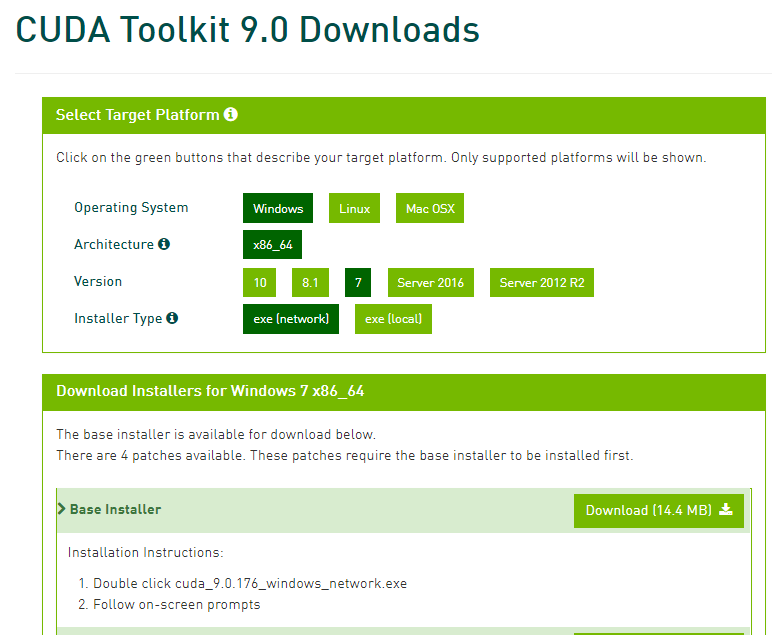 CUDA Toolkit 9.0 Downloads
Select Target Platform
Click on the green buttons that describe your target platform. Only supported platforms will be shown.
Operating System Windows Linux Mac OSX
Architecture x86_64
Version 10 8.1 7 Server 2016 Server 2012 R2
Installer Type exe (network) exe (local)
Download Installers for Windows 7 x86_64
The base installer is available for download below.
There are 4 patches available. These patches require the base installer to be installed first.
Base Installer Download (14.4 MB)
Installation Instructions:
1. Double click cuda_9.0.176_windows_network.exe
2. Follow on-screen prompts